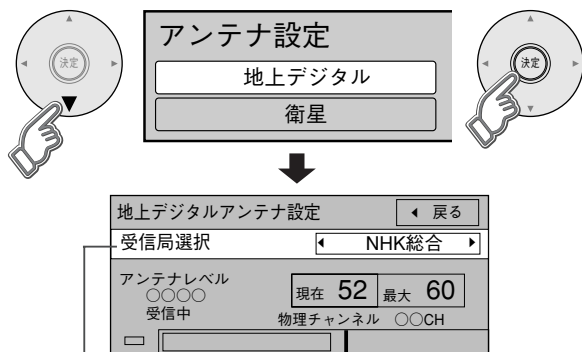 決定
アンテナ設定
地上デジタル
衛星
決定
地上デジタルアンテナ設定 戻る
受信局選択 NHK総合
アンテナレベル
○○○○
受信中
現在 52 最大 60
物理チャンネル ○○CH